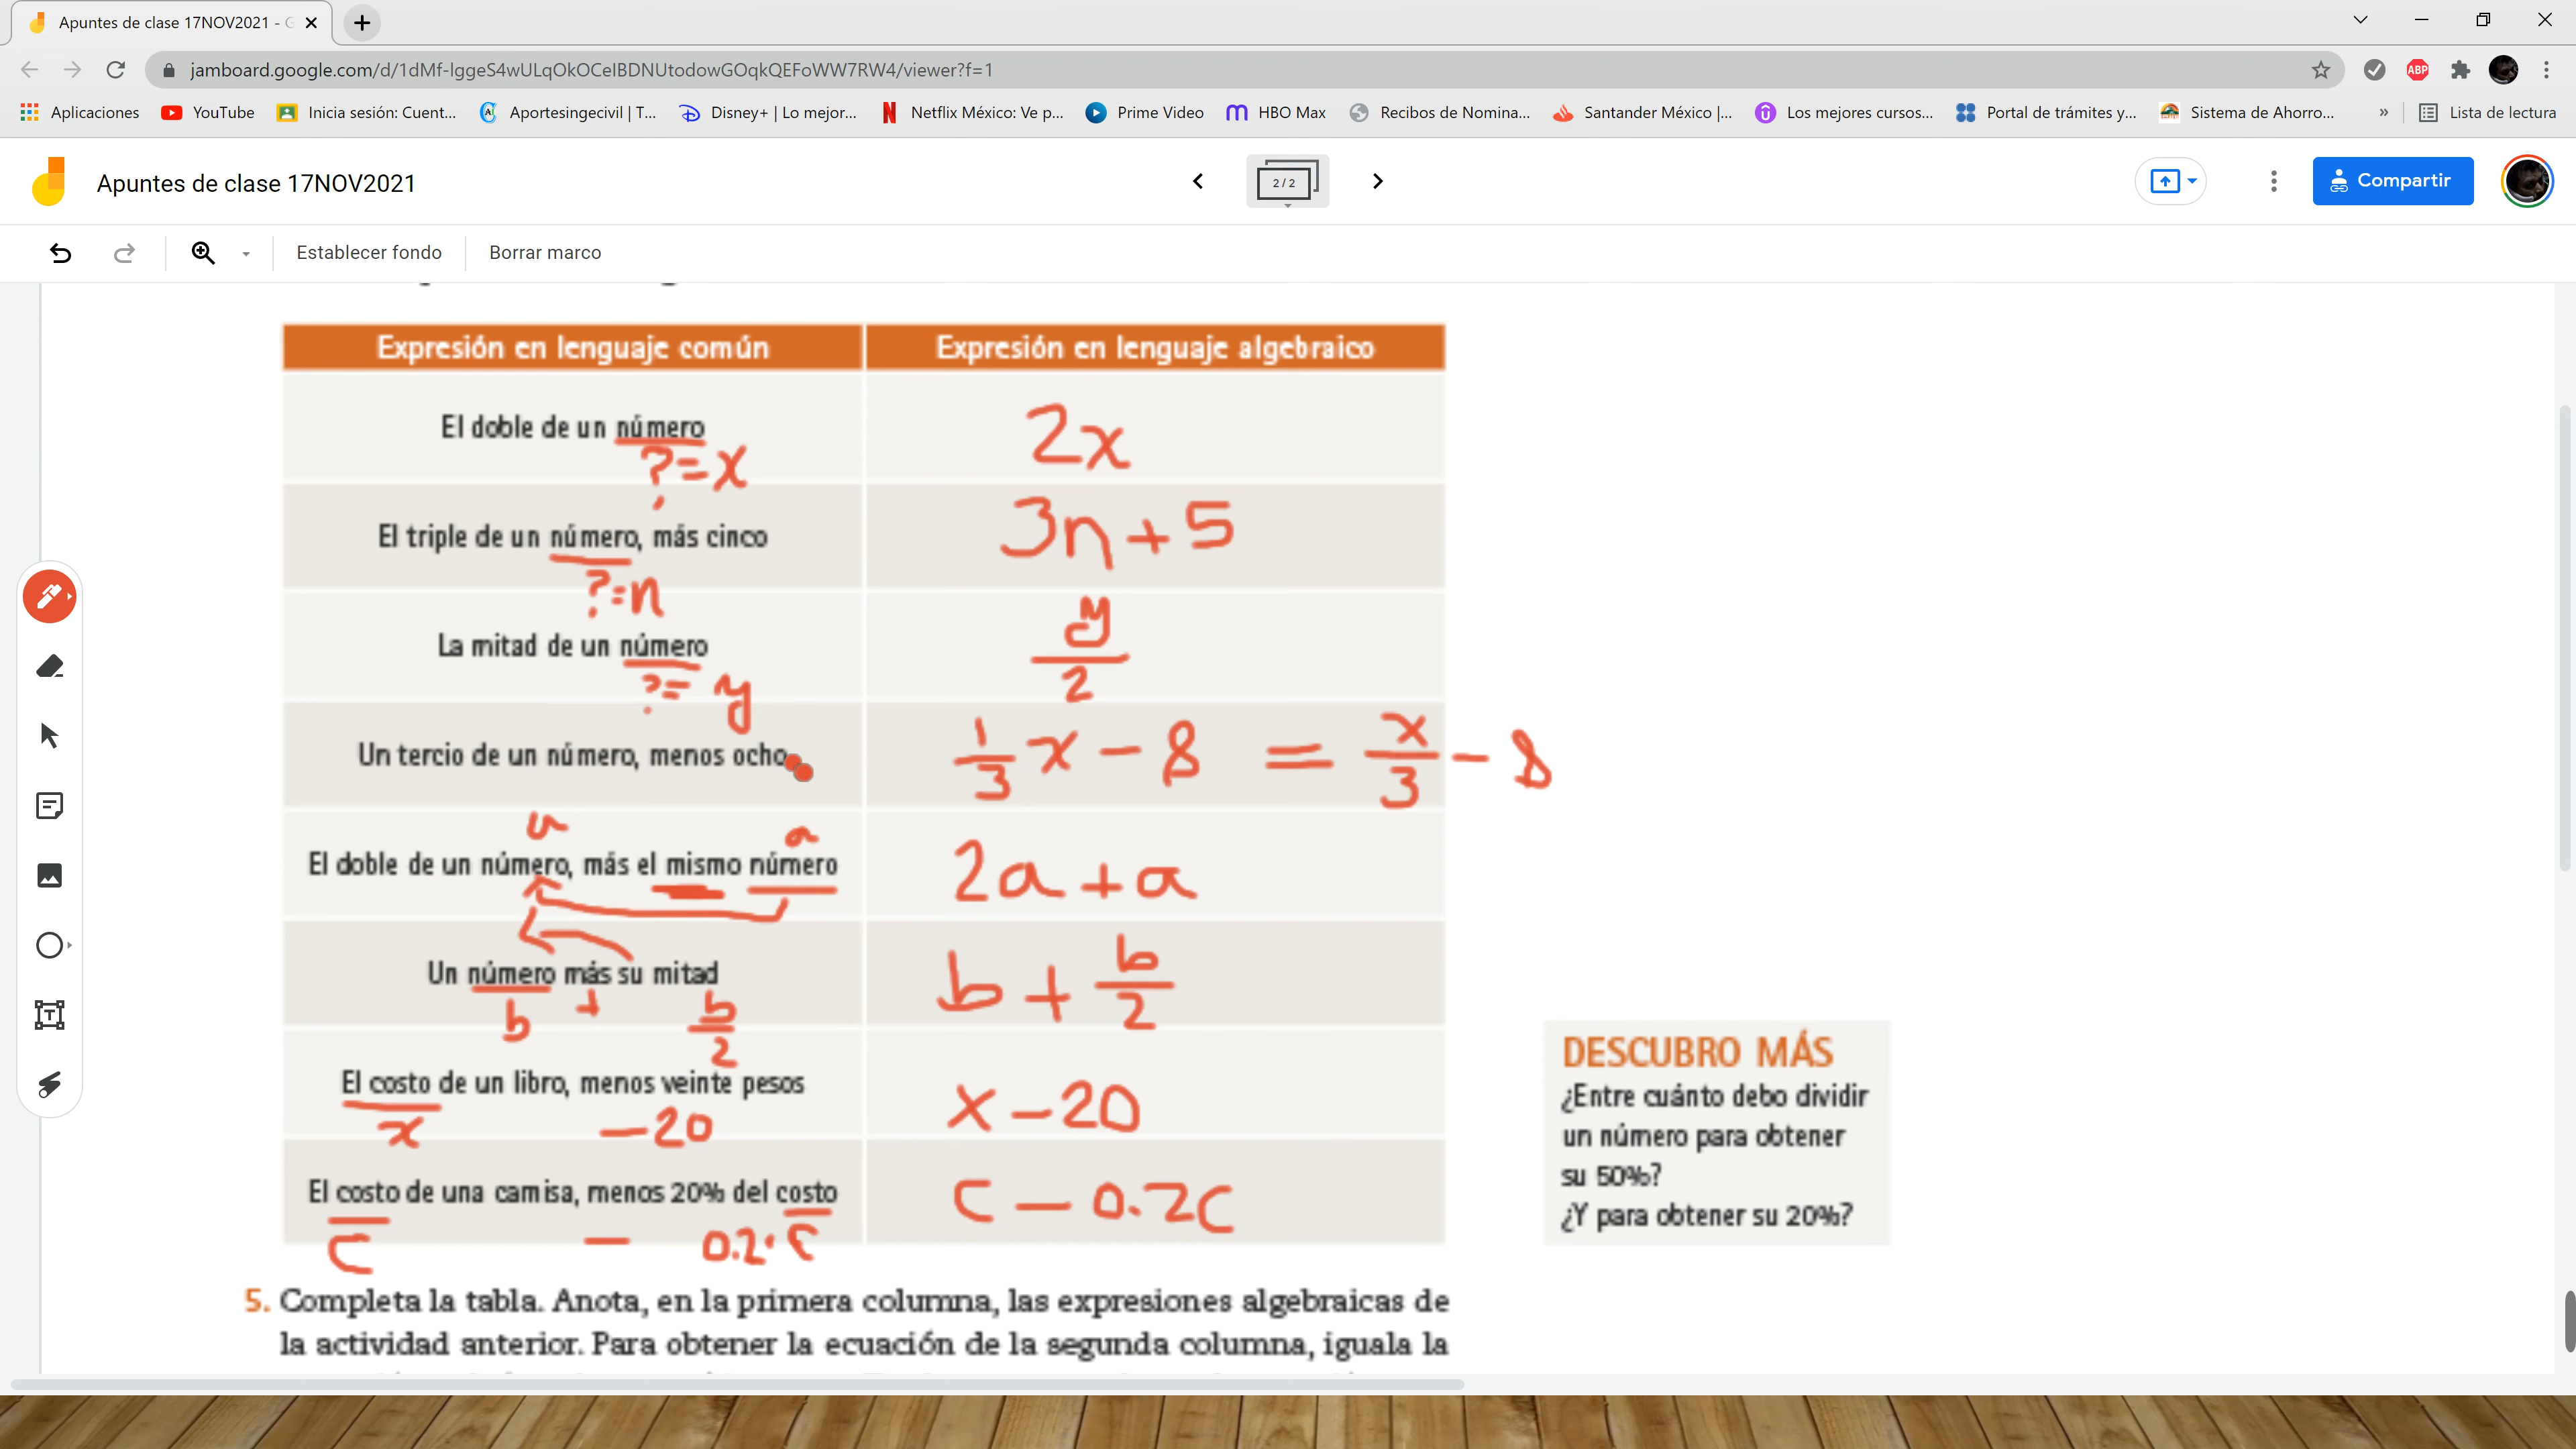 Apuntes de clase 17NOV2021 - G
jamboard.google.com/d/1dMf-lggeS4wULqOkOCeIBDNUtodowGOqkQEFoWW7RW4/viewer?f=1
ABP
Aplicaciones YouTube Inicia sesión: Cuent... Aportesingecivil | T... Disney+ | Lo mejor... Netflix México: Ve p... Prime Video HBO Max Recibos de Nomina... Santander México |... Los mejores cursos... Portal de trámites y... Sistema de Ahorro... » Lista de lectura
Apuntes de clase 17NOV2021
2 / 2
Compartir
Establecer fondo Borrar marco
Expresión en lenguaje común Expresión en lenguaje algebraico
El doble de un número 2x
? = x
El triple de un número, más cinco 3n + 5
? = n
La mitad de un número y/2
? = y
Un tercio de un número, menos ocho 1/3 x - 8 = x/3 - 8
a a
El doble de un número, más el mismo número 2a + a
Un número más su mitad b + b/2
b + b/2
El costo de un libro, menos veinte pesos x - 20
x - 20
El costo de una camisa, menos 20% del costo c - 0.2c
c - 0.2 · c
DESCUBRO MÁS
¿Entre cuánto debo dividir
un número para obtener
su 50%?
¿Y para obtener su 20%?
5. Completa la tabla. Anota, en la primera columna, las expresiones algebraicas de
la actividad anterior. Para obtener la ecuación de la segunda columna, iguala la